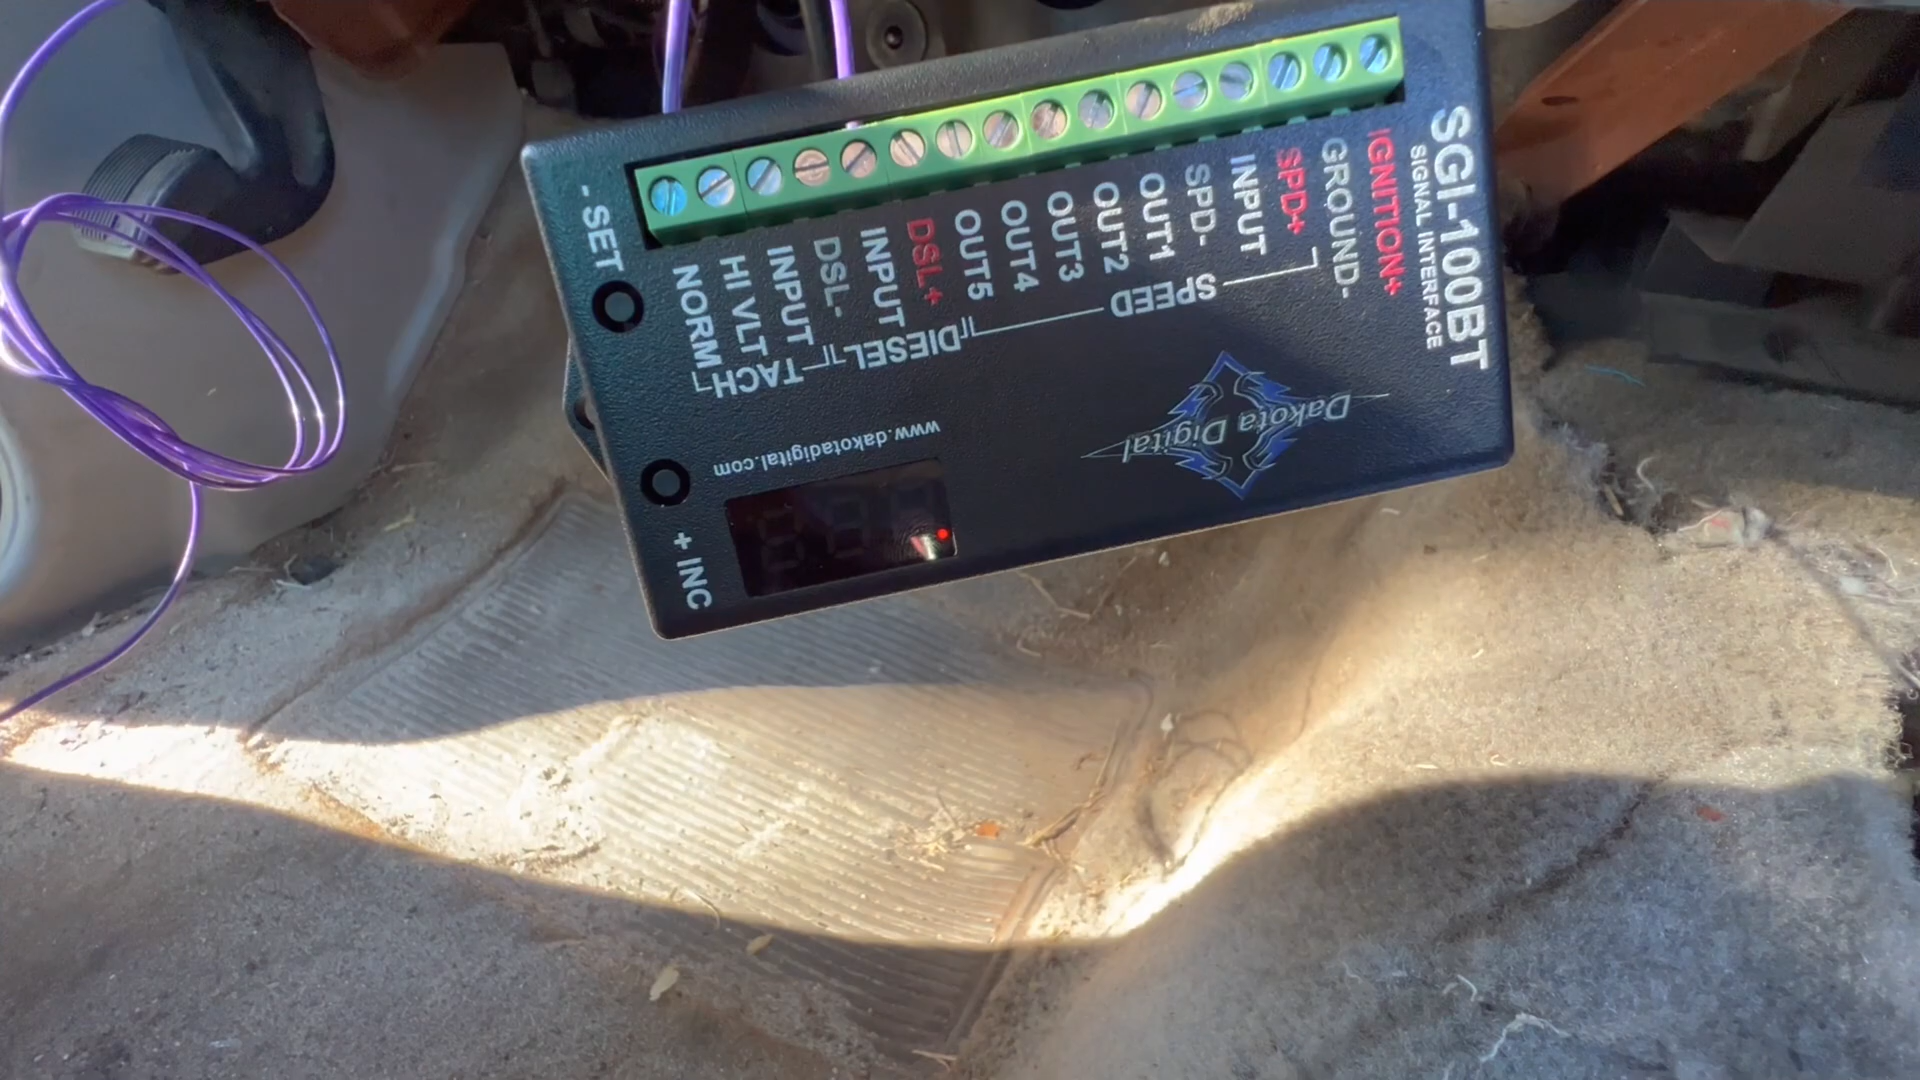 SGI-100BT
SIGNAL INTERFACE
IGNITION+
GROUND-
SPD+
INPUT
SPD-
OUT1
OUT2
OUT3
OUT4
OUT5
DSL+
INPUT
DSL-
INPUT
HI VLT
NORM
SPEED
DIESEL
TACH
- SET
+ INC
www.dakotadigital.com
Dakota Digital